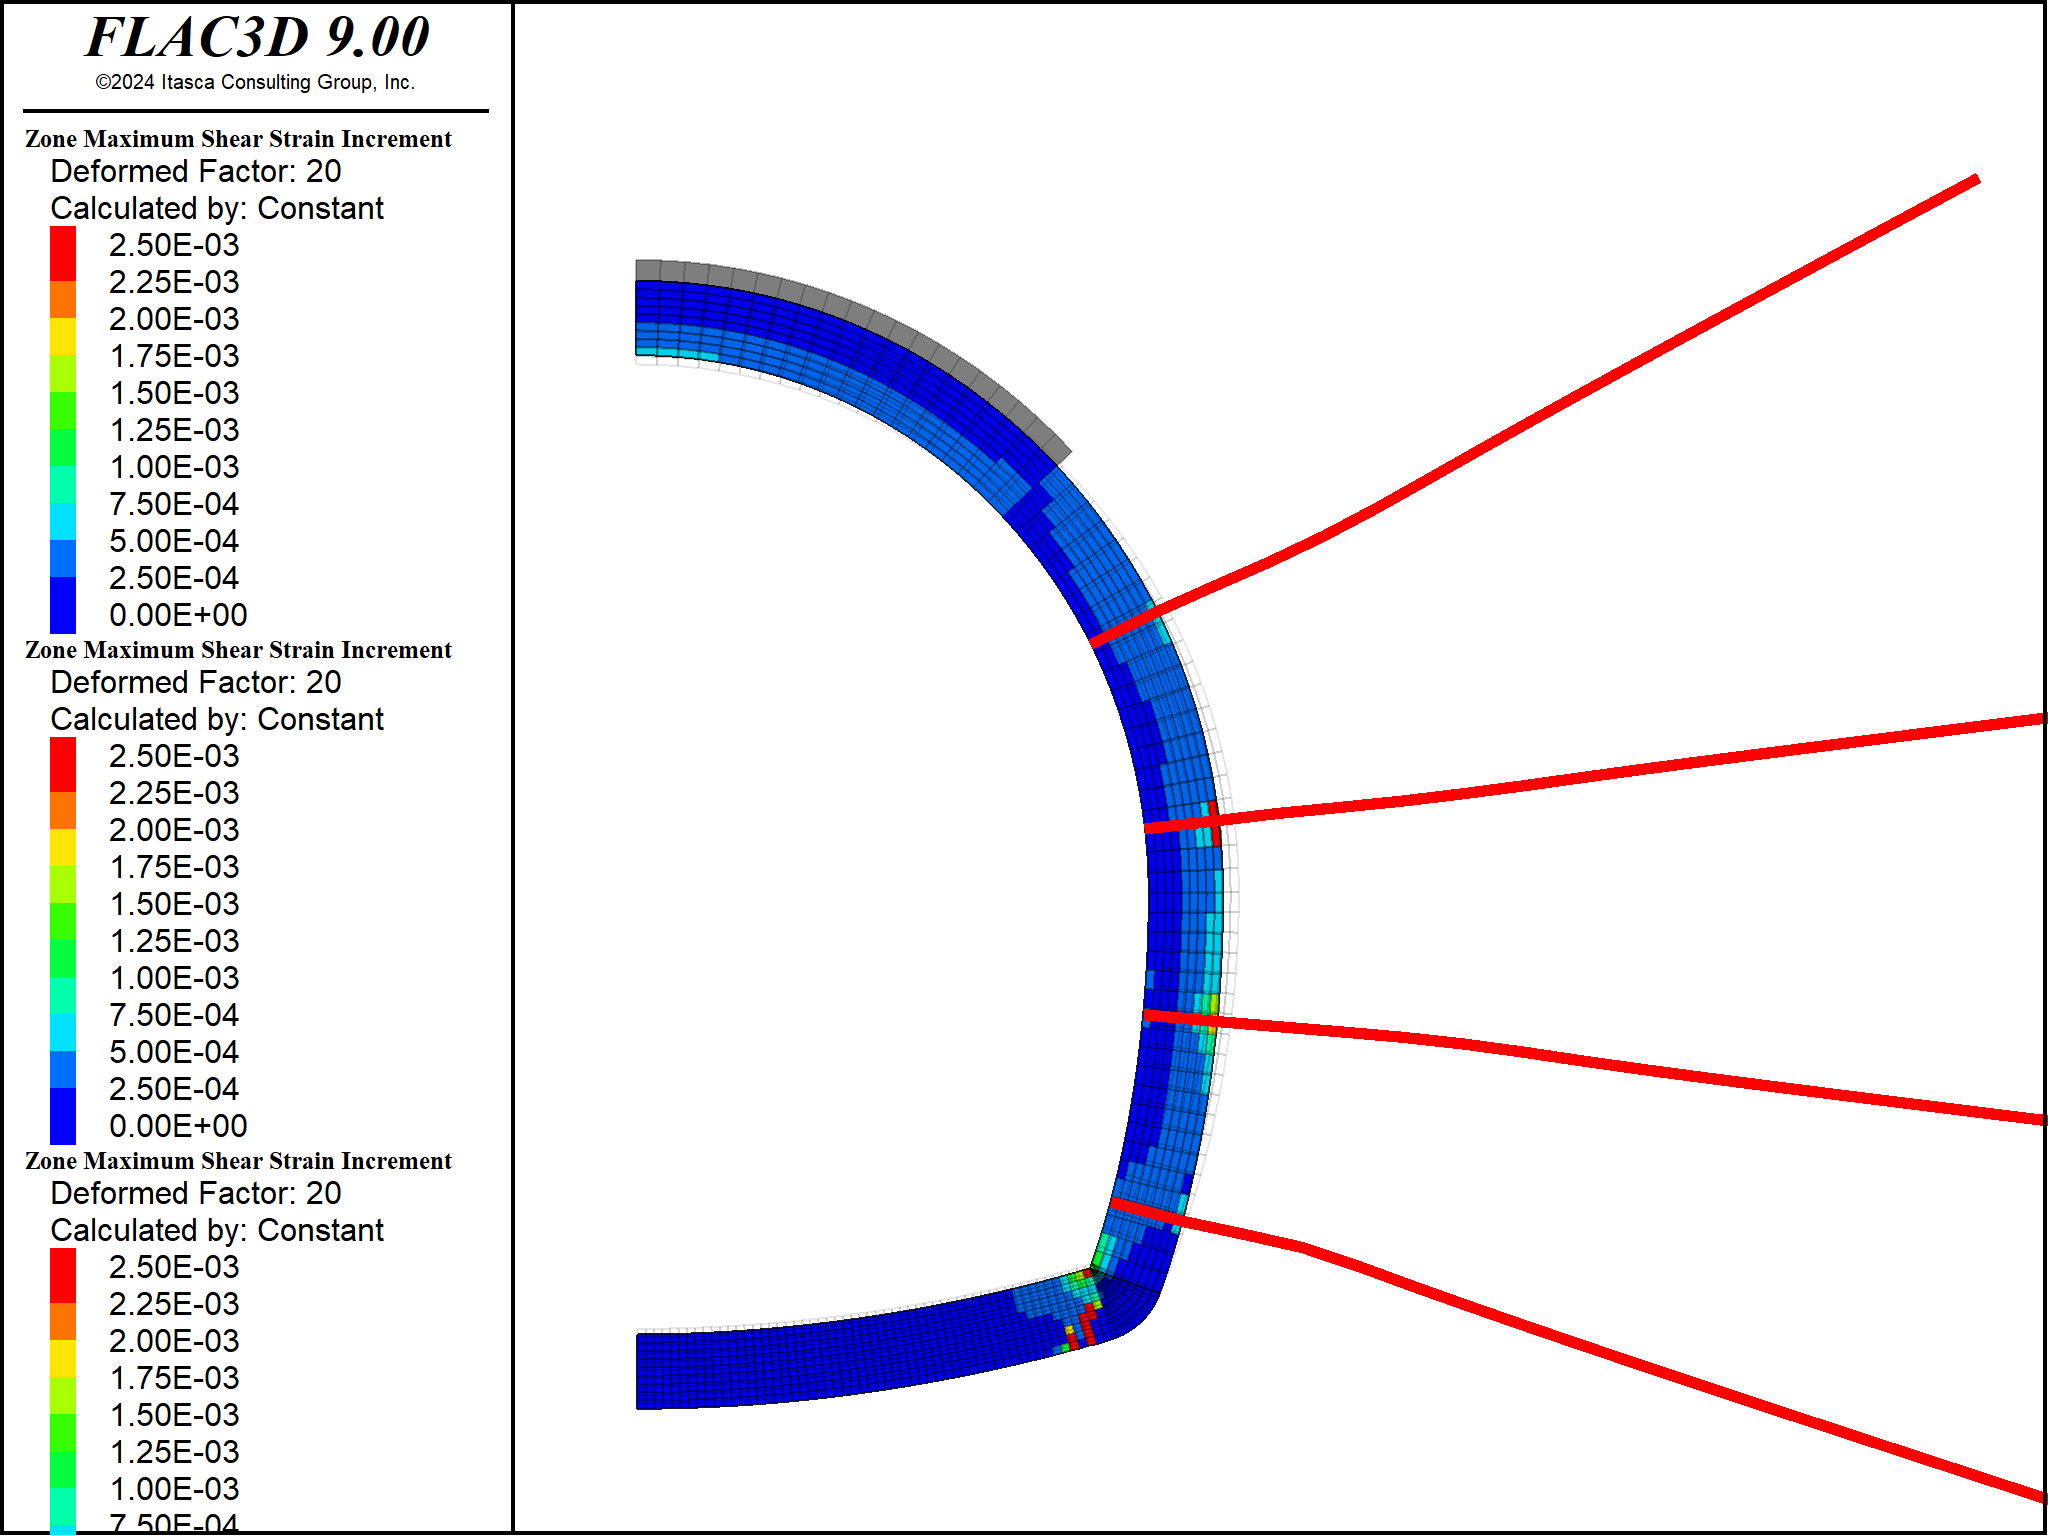 FLAC3D 9.00
©2024 Itasca Consulting Group, Inc.
Zone Maximum Shear Strain Increment
Deformed Factor: 20
Calculated by: Constant
2.50E-03
2.25E-03
2.00E-03
1.75E-03
1.50E-03
1.25E-03
1.00E-03
7.50E-04
5.00E-04
2.50E-04
0.00E+00
Zone Maximum Shear Strain Increment
Deformed Factor: 20
Calculated by: Constant
2.50E-03
2.25E-03
2.00E-03
1.75E-03
1.50E-03
1.25E-03
1.00E-03
7.50E-04
5.00E-04
2.50E-04
0.00E+00
Zone Maximum Shear Strain Increment
Deformed Factor: 20
Calculated by: Constant
2.50E-03
2.25E-03
2.00E-03
1.75E-03
1.50E-03
1.25E-03
1.00E-03
7.50E-04